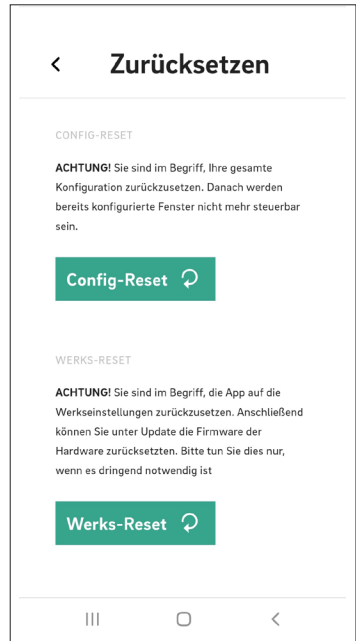 Zurücksetzen
CONFIG-RESET
ACHTUNG! Sie sind im Begriff, Ihre gesamte
Konfiguration zurückzusetzen. Danach werden
bereits konfigurierte Fenster nicht mehr steuerbar
sein.
Config-Reset
WERKS-RESET
ACHTUNG! Sie sind im Begriff, die App auf die
Werkseinstellungen zurückzusetzen. Anschließend
können Sie unter Update die Firmware der
Hardware zurücksetzten. Bitte tun Sie dies nur,
wenn es dringend notwendig ist
Werks-Reset